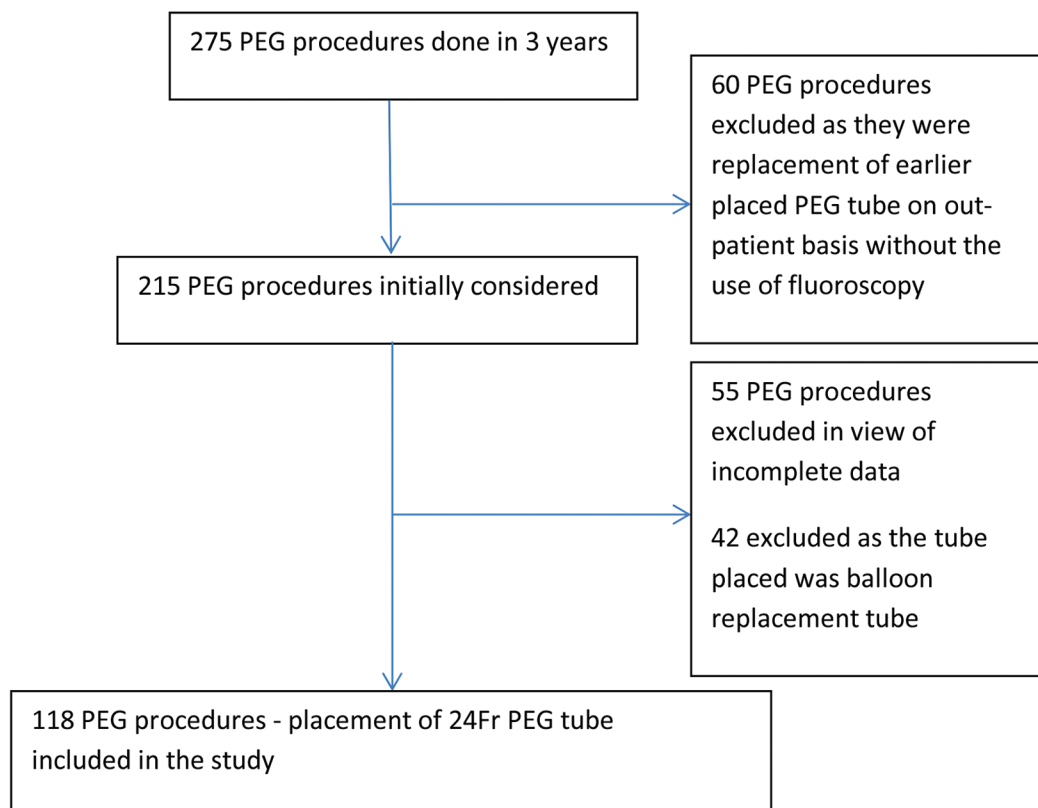 275 PEG procedures done in 3 years
60 PEG procedures
excluded as they were
replacement of earlier
placed PEG tube on out-
patient basis without the
use of fluoroscopy
215 PEG procedures initially considered
55 PEG procedures
excluded in view of
incomplete data
42 excluded as the tube
placed was balloon
replacement tube
118 PEG procedures - placement of 24Fr PEG tube
included in the study